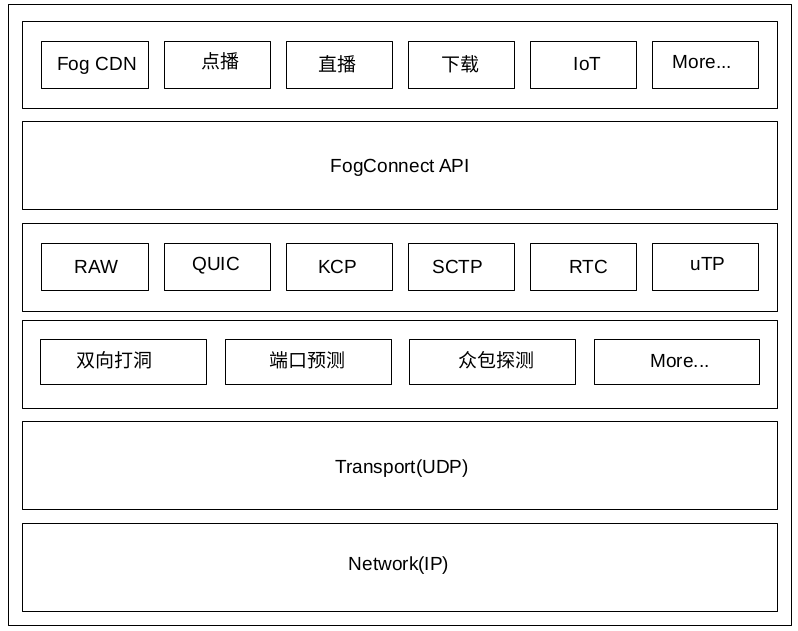 Fog CDN
点播
直播
下载
IoT
More...
FogConnect API
RAW
QUIC
KCP
SCTP
RTC
uTP
双向打洞
端口预测
众包探测
More...
Transport(UDP)
Network(IP)